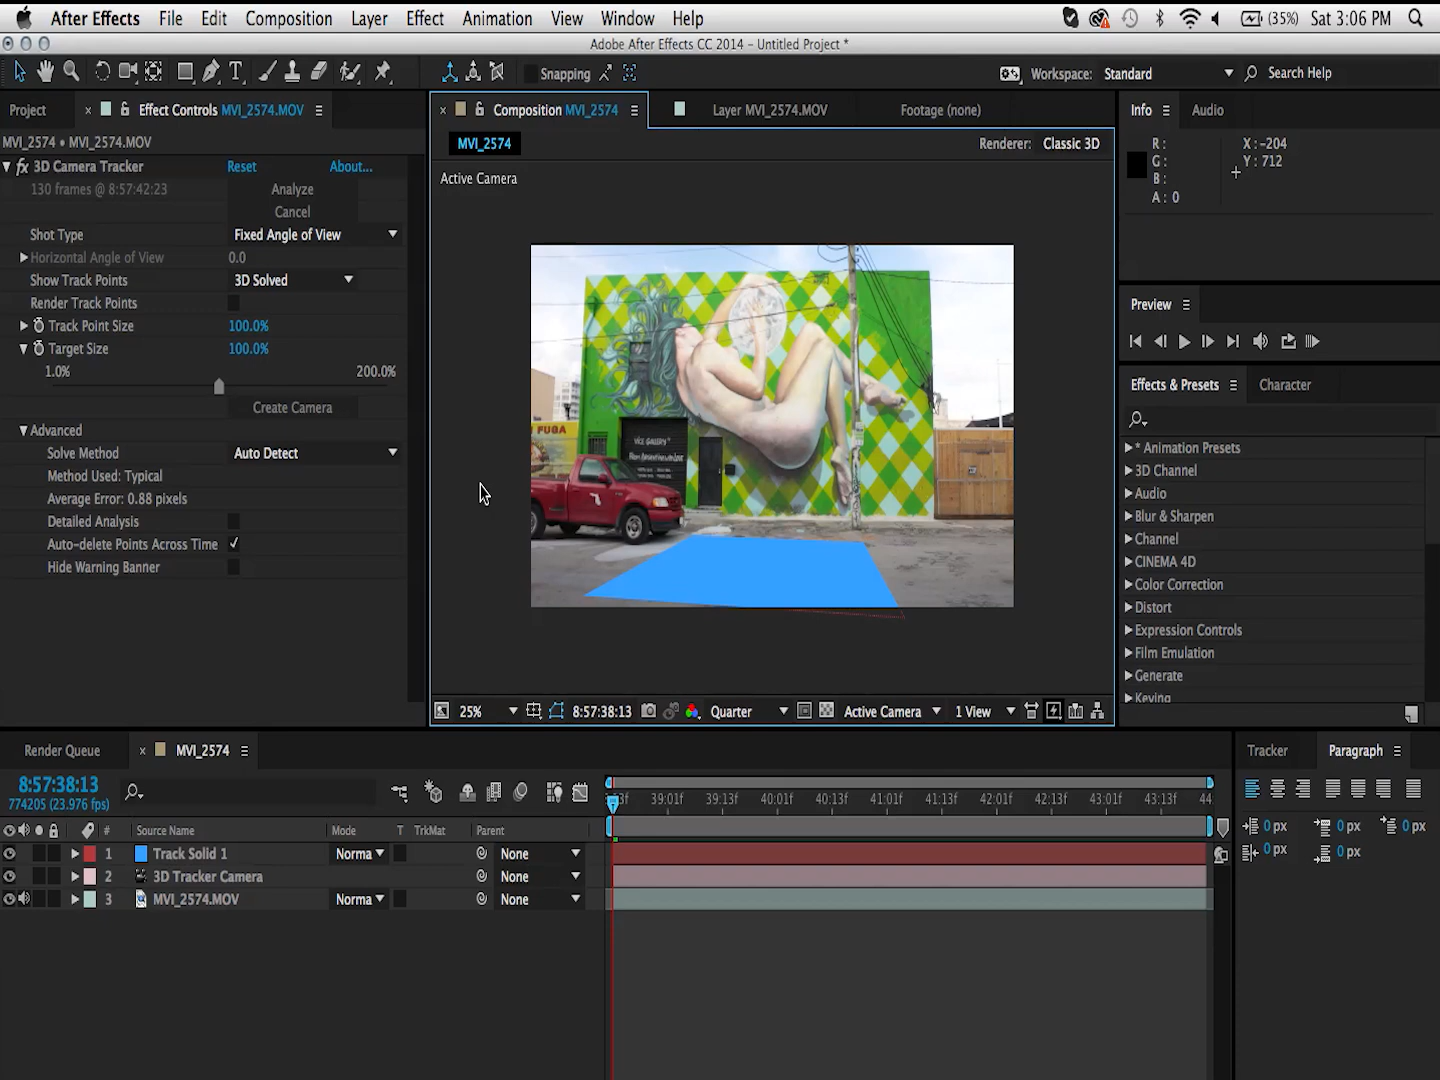 After Effects File Edit Composition Layer Effect Animation View Window Help (35%) Sat 3:06 PM
Adobe After Effects CC 2014 – Untitled Project *
T Snapping Workspace: Standard Search Help
Project × Effect Controls MVI_2574.MOV
× Composition MVI_2574 Layer MVI_2574.MOV Footage (none)
Info Audio
MVI_2574 • MVI_2574.MOV
MVI_2574 Renderer: Classic 3D
R : X : -204
G : Y : 712
B :
A : 0
fx 3D Camera Tracker Reset About...
130 frames @ 8:57:42:23 Analyze
Cancel
Active Camera
Shot Type Fixed Angle of View
Horizontal Angle of View 0.0
Show Track Points 3D Solved
Render Track Points
Track Point Size 100.0%
Target Size 100.0%
1.0% 200.0%
Create Camera
Advanced
Solve Method Auto Detect
Method Used: Typical
Average Error: 0.88 pixels
Detailed Analysis
Auto-delete Points Across Time
Hide Warning Banner
FUGA
VICE GALLERY
Preview
Effects & Presets Character
* Animation Presets
3D Channel
Audio
Blur & Sharpen
Channel
CINEMA 4D
Color Correction
Distort
Expression Controls
Film Emulation
Generate
Keying
25% 8:57:38:13 Quarter Active Camera 1 View
Render Queue × MVI_2574
Tracker Paragraph
8:57:38:13
774205 (23.976 fps)
39:01f 39:13f 40:01f 40:13f 41:01f 41:13f 42:01f 42:13f 43:01f 43:13f 44
# Source Name Mode T TrkMat Parent
1 Track Solid 1 Norma None
2 3D Tracker Camera None
3 MVI_2574.MOV Norma None
0 px 0 px 0 px
0 px 0 px